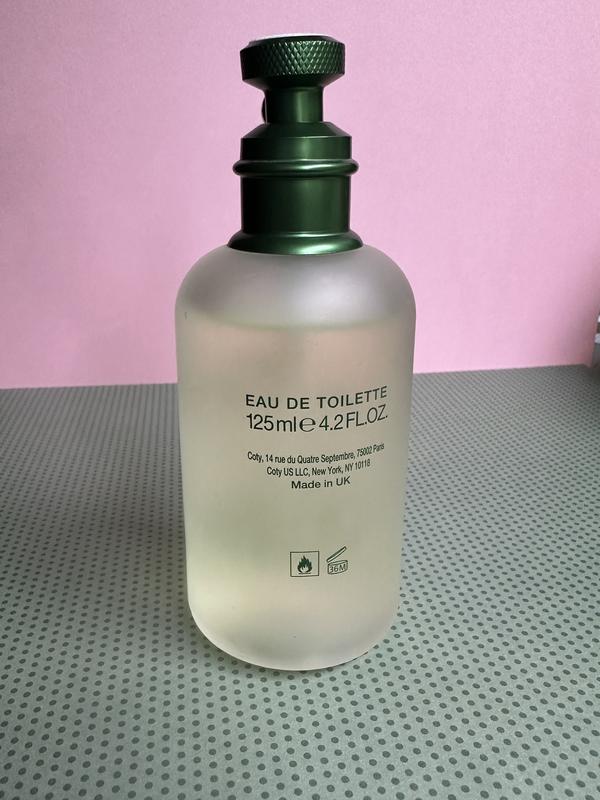 EAU DE TOILETTE
125ml℮4.2FL.OZ.
Coty, 14 rue du Quatre Septembre, 75002 Paris
Coty US LLC, New York, NY 10118
Made in UK
36M